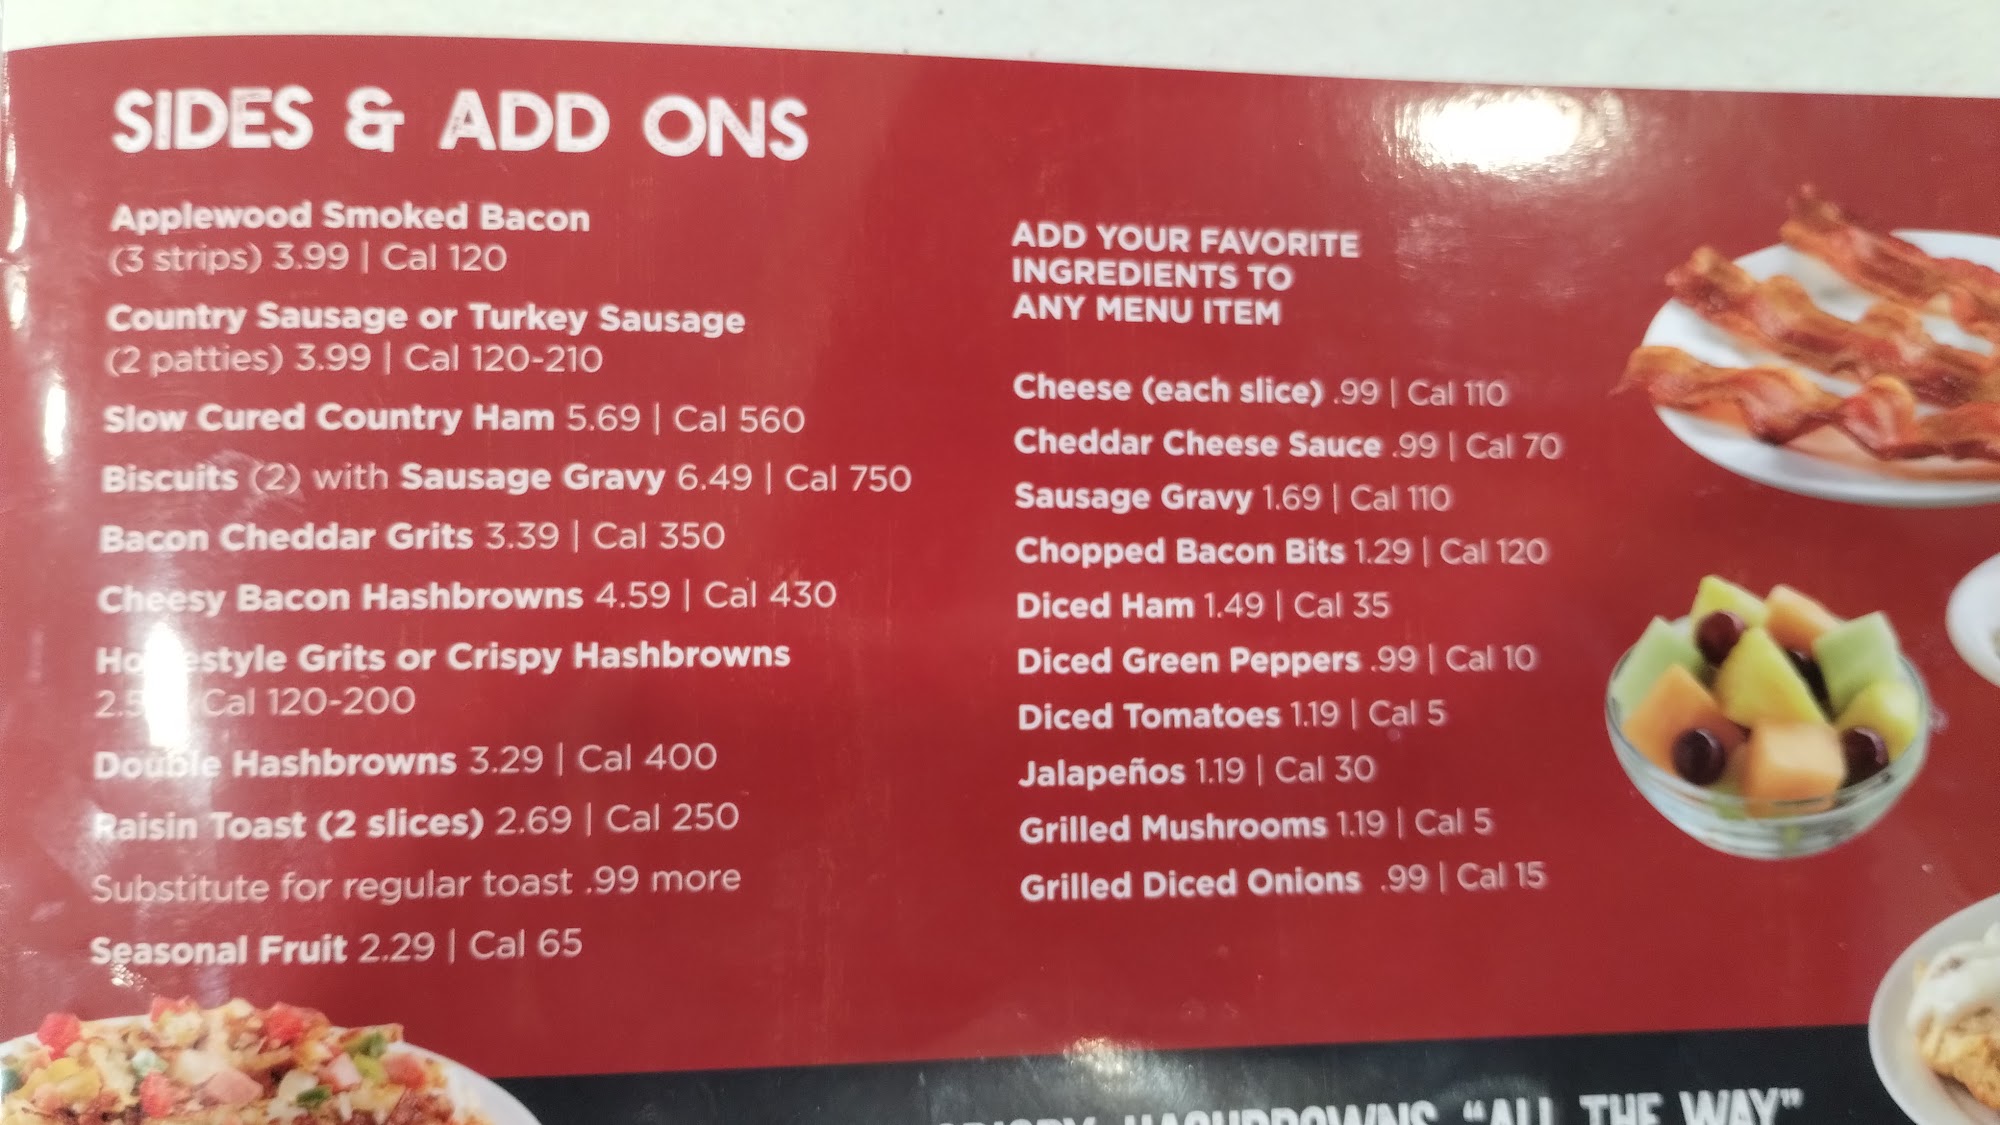 SIDES & ADD ONS
Applewood Smoked Bacon
(3 strips) 3.99 | Cal 120
Country Sausage or Turkey Sausage
(2 patties) 3.99 | Cal 120-210
Slow Cured Country Ham 5.69 | Cal 560
Biscuits (2) with Sausage Gravy 6.49 | Cal 750
Bacon Cheddar Grits 3.39 | Cal 350
Cheesy Bacon Hashbrowns 4.59 | Cal 430
Homestyle Grits or Crispy Hashbrowns
Cal 120-200
Double Hashbrowns 3.29 | Cal 400
Raisin Toast (2 slices) 2.69 | Cal 250
Substitute for regular toast .99 more
Seasonal Fruit 2.29 | Cal 65
ADD YOUR FAVORITE
INGREDIENTS TO
ANY MENU ITEM
Cheese (each slice) .99 | Cal 110
Cheddar Cheese Sauce .99 | Cal 70
Sausage Gravy 1.69 | Cal 110
Chopped Bacon Bits 1.29 | Cal 120
Diced Ham 1.49 | Cal 35
Diced Green Peppers .99 | Cal 10
Diced Tomatoes 1.19 | Cal 5
Jalapeños 1.19 | Cal 30
Grilled Mushrooms 1.19 | Cal 5
Grilled Diced Onions .99 | Cal 15
CRISPY HASHBROWNS "ALL THE WAY"